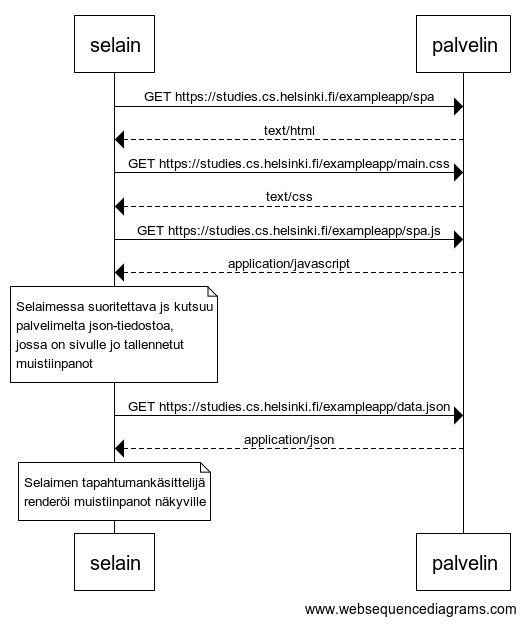 selain
palvelin
GET https://studies.cs.helsinki.fi/exampleapp/spa
text/html
GET https://studies.cs.helsinki.fi/exampleapp/main.css
text/css
GET https://studies.cs.helsinki.fi/exampleapp/spa.js
application/javascript
Selaimessa suoritettava js kutsuu
palvelimelta json-tiedostoa,
jossa on sivulle jo tallennetut
muistiinpanot
GET https://studies.cs.helsinki.fi/exampleapp/data.json
application/json
Selaimen tapahtumankäsittelijä
renderöi muistiinpanot näkyville
selain
palvelin
www.websequencediagrams.com